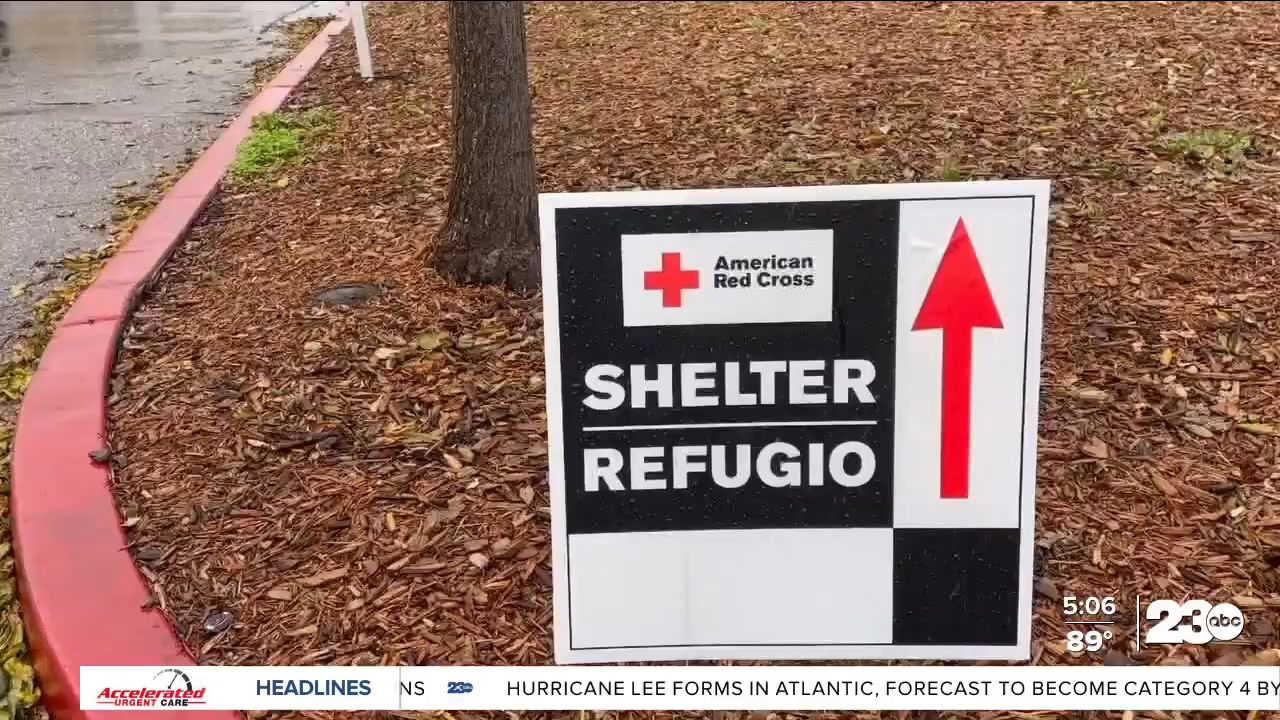 American
Red Cross
SHELTER
REFUGIO
5:06
89°
23 abc
Accelerated
URGENT CARE
HEADLINES
NS 23 HURRICANE LEE FORMS IN ATLANTIC, FORECAST TO BECOME CATEGORY 4 BY